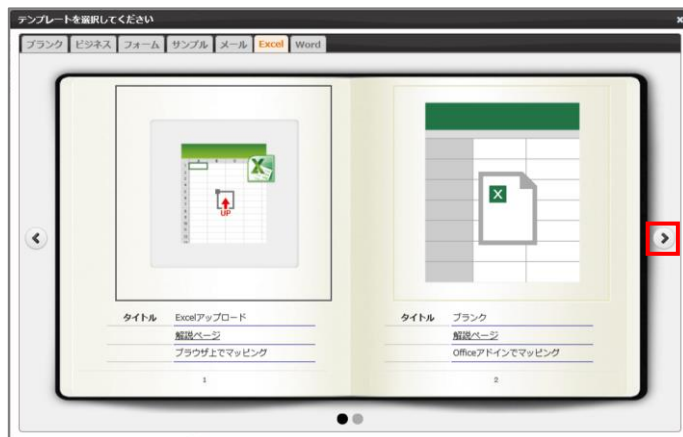 テンプレートを選択してください
ブランク ビジネス フォーム サンプル メール Excel Word
UP
タイトル Excelアップロード
解説ページ
ブラウザ上でマッピング
1
タイトル ブランク
解説ページ
Officeアドインでマッピング
2